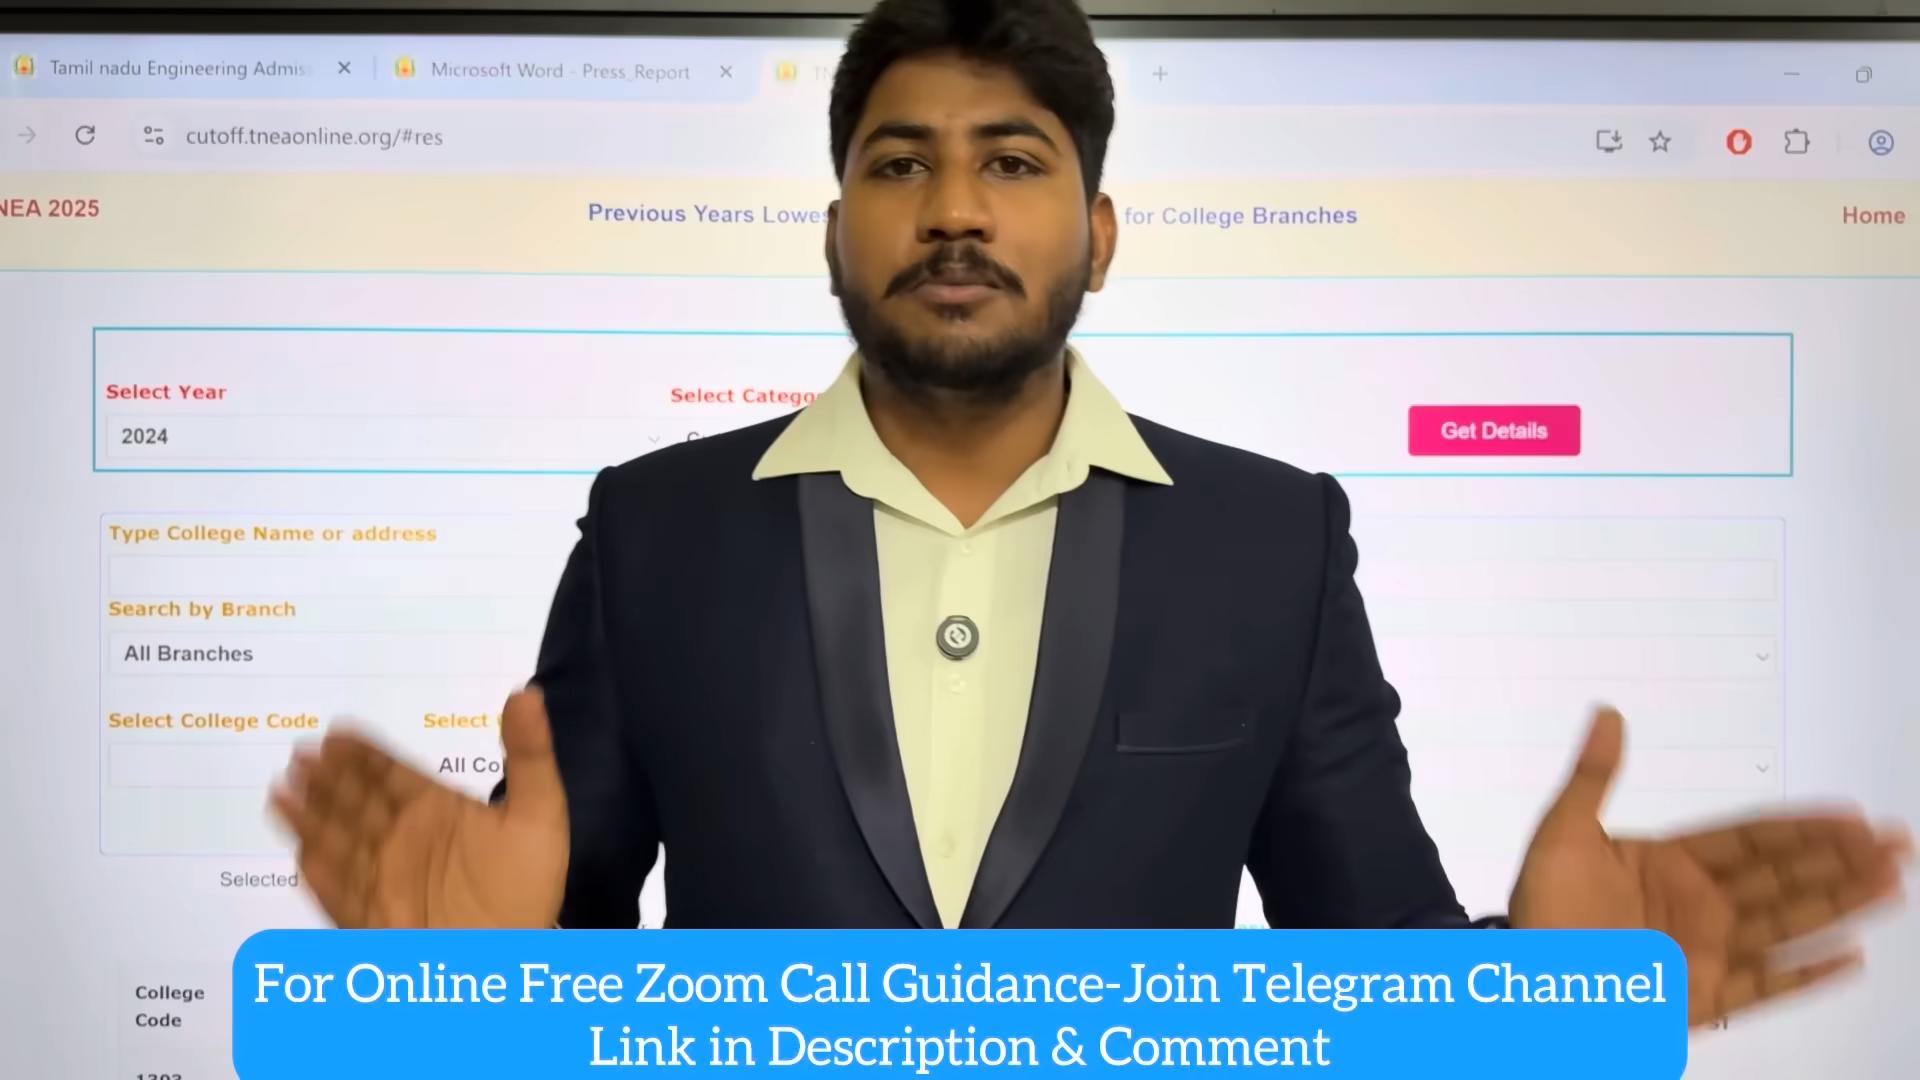 Tamil nadu Engineering Admis
Microsoft Word - Press_Report
cutoff.tneaonline.org/#res
NEA 2025
Previous Years Lowes
for College Branches
Home
Select Year
Select Catego
2024
Get Details
Type College Name or address
Search by Branch
All Branches
Select College Code
Select
All Co
Selected
College
Code
For Online Free Zoom Call Guidance-Join Telegram Channel
Link in Description & Comment